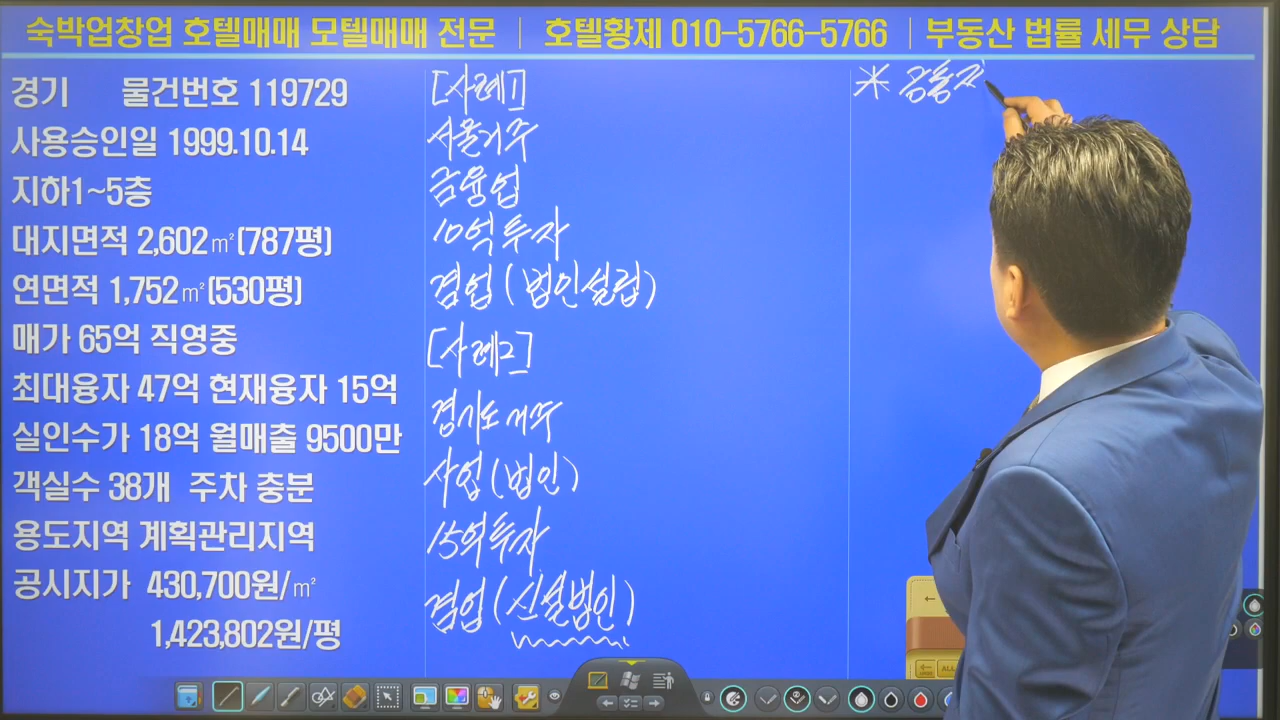 숙박업창업 호텔매매 모텔매매 전문 | 호텔황제 010-5766-5766 | 부동산 법률 세무 상담
경기 물건번호 119729
사용승인일 1999.10.14
지하1~5층
대지면적 2,602㎡(787평)
연면적 1,752㎡(530평)
매가 65억 직영중
최대융자 47억 현재융자 15억
실인수가 18억 월매출 9500만
객실수 38개 주차 충분
용도지역 계획관리지역
공시지가 430,700원/㎡
1,423,802원/평
[사례1]
서울거주
금융업
10억투자
겸업(법인설립)
[사례2]
경기도거주
사업(법인)
15억투자
겸업(신설법인)
* 공동
ALL